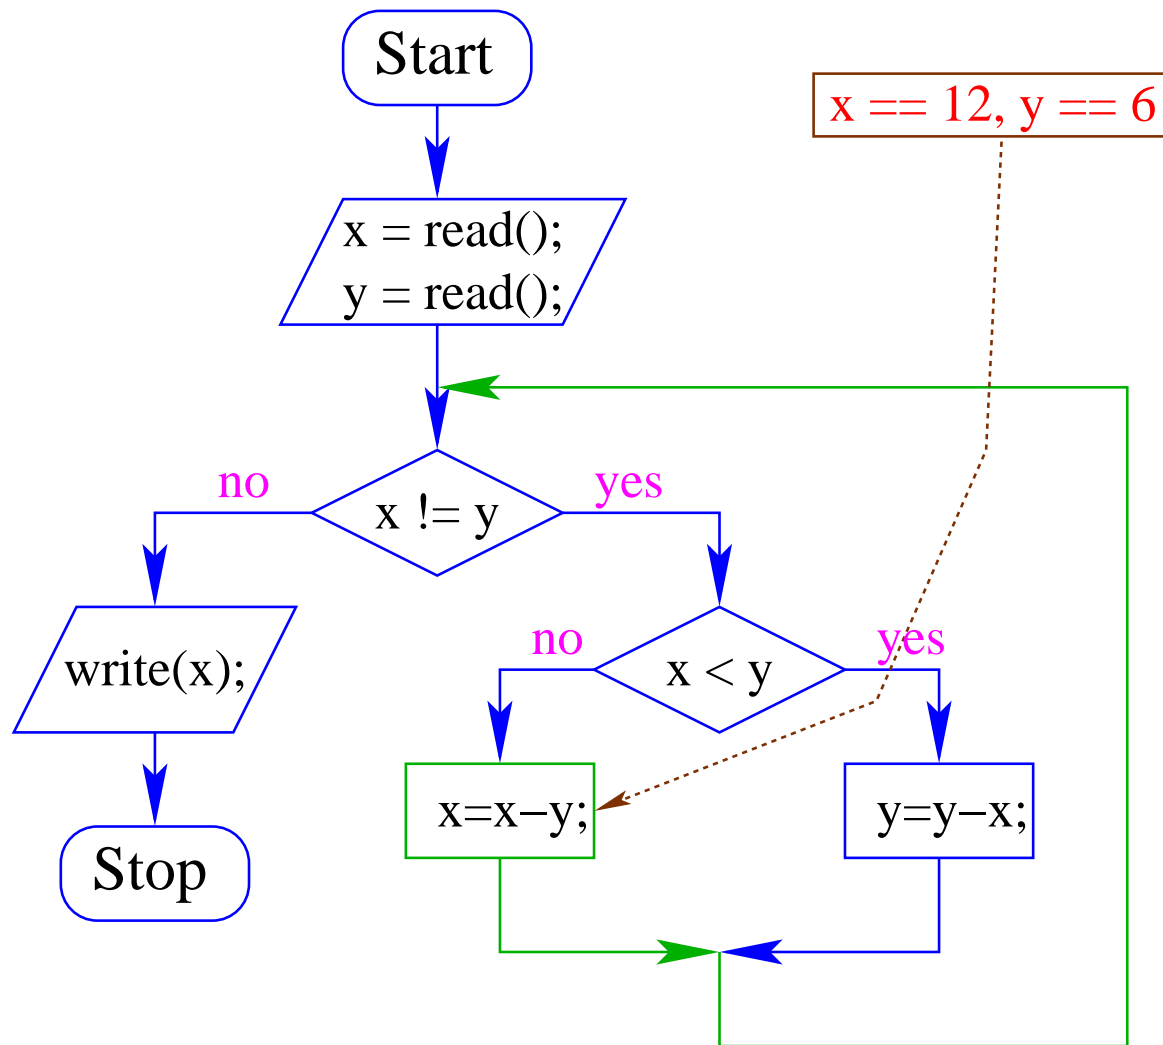 Start
x == 12, y == 6
x = read();
y = read();
no
yes
x != y
no
yes
write(x);
x < y
x=x−y;
y=y−x;
Stop